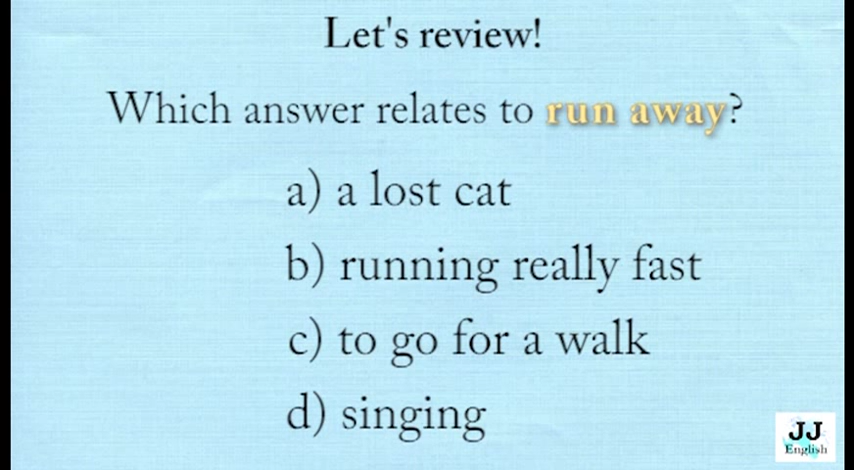 Let's review!
Which answer relates to run away?
a) a lost cat
b) running really fast
c) to go for a walk
d) singing
JJ
English